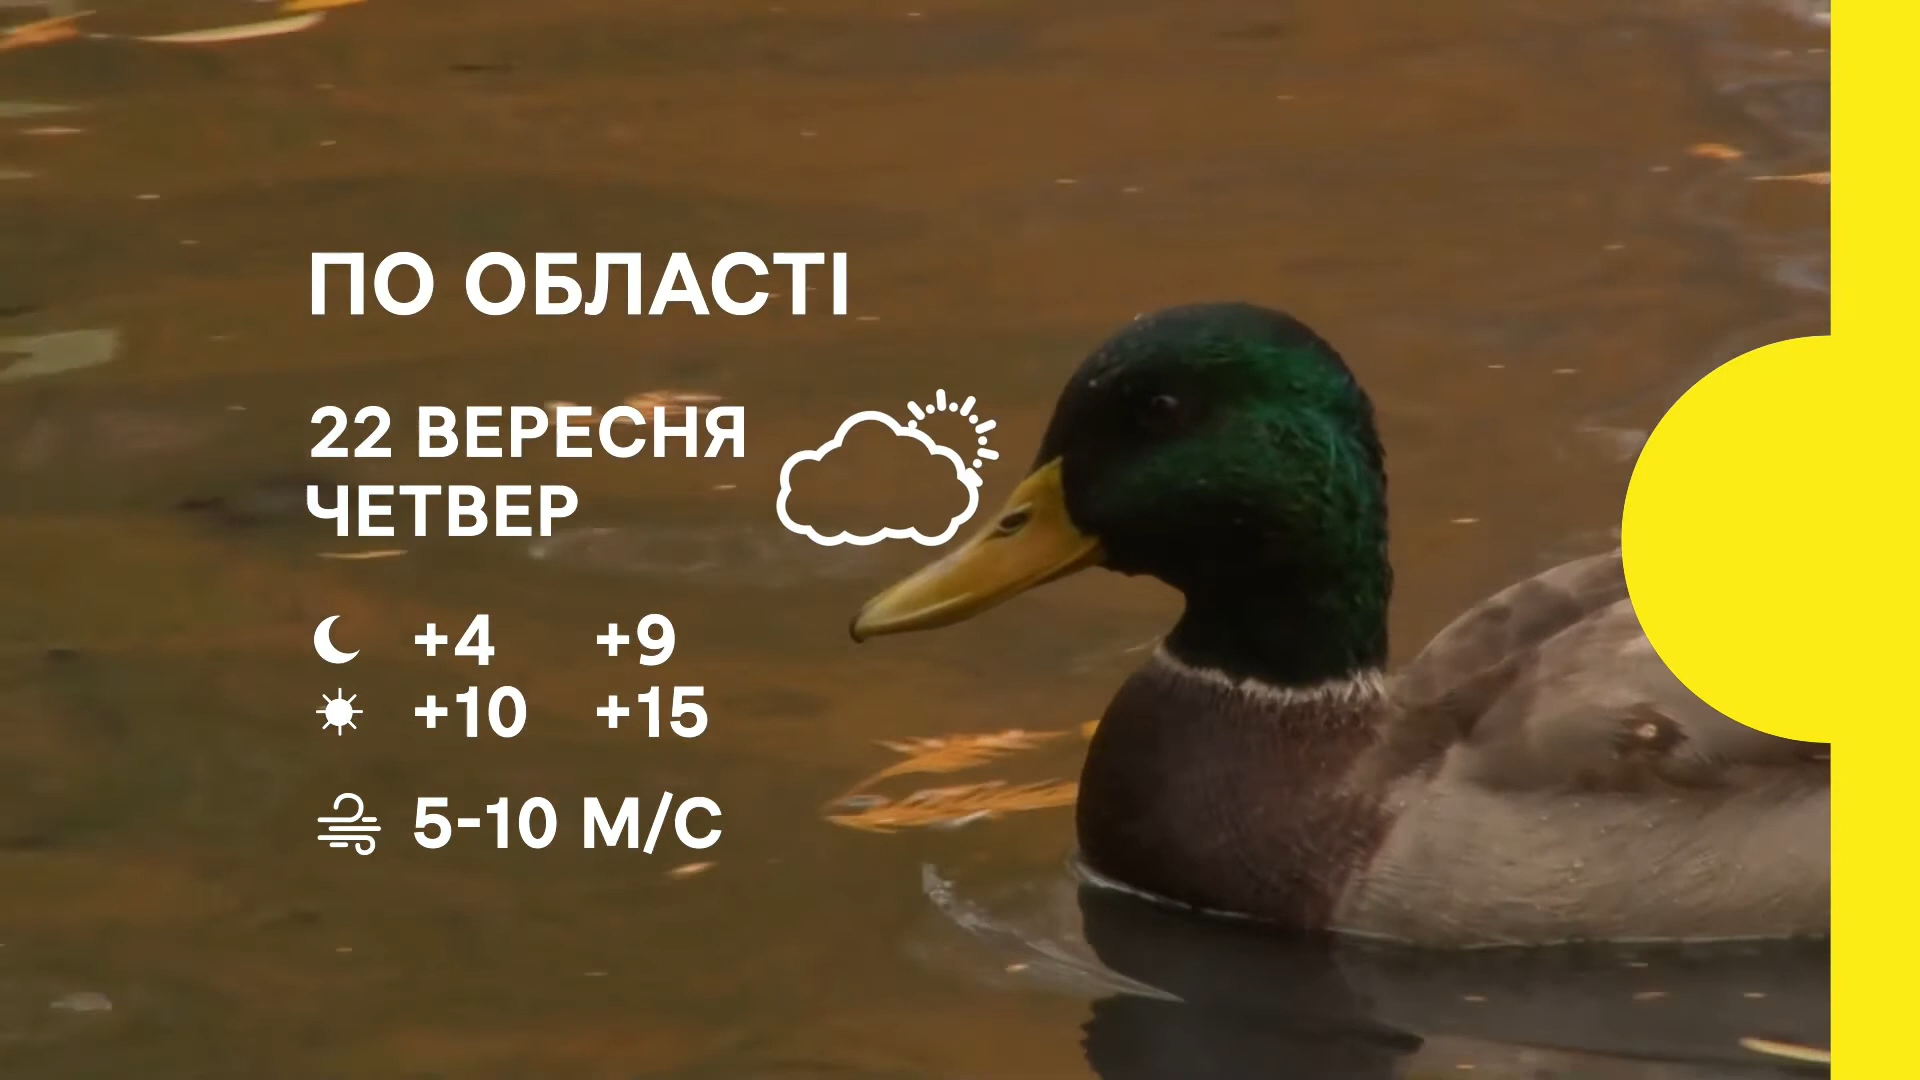 ПО ОБЛАСТІ
22 ВЕРЕСНЯ
ЧЕТВЕР
+4 +9
+10 +15
5-10 М/С